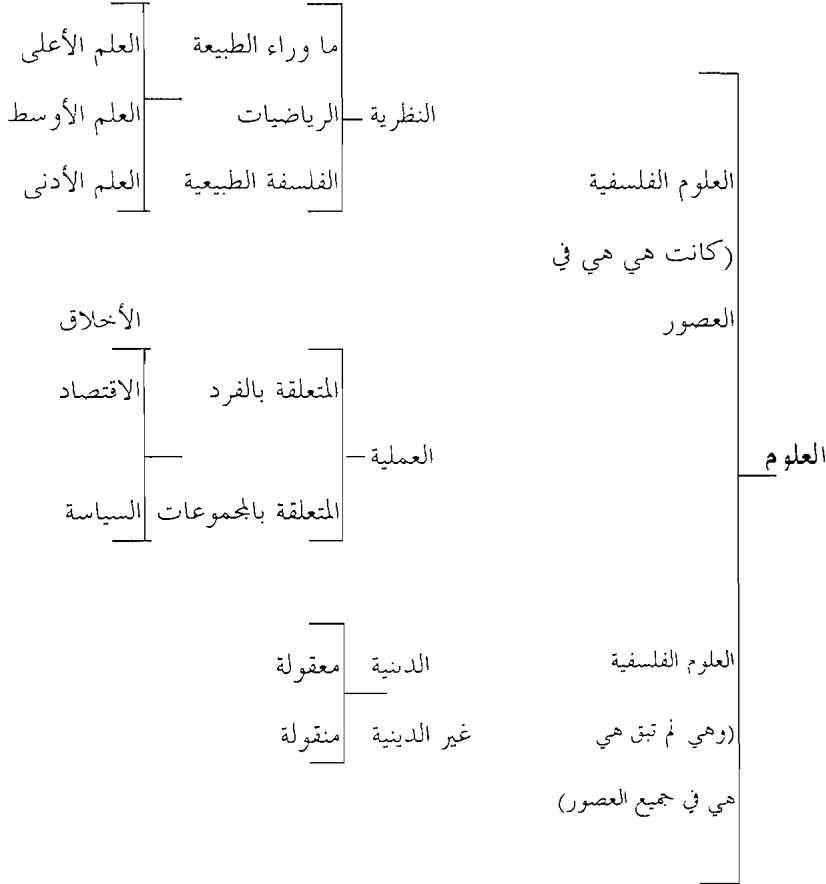 العلوم
العلوم الفلسفية
(كانت هي هي في
العصور
النظرية
ما وراء الطبيعة
الرياضيات
الفلسفة الطبيعية
العلم الأعلى
العلم الأوسط
العلم الأدنى
العملية
المتعلقة بالفرد
المتعلقة بالمجموعات
الأخلاق
الاقتصاد
السياسة
العلوم الفلسفية
(وهي لم تبق هي
هي في جميع العصور)
الدينية
غير الدينية
معقولة
منقولة